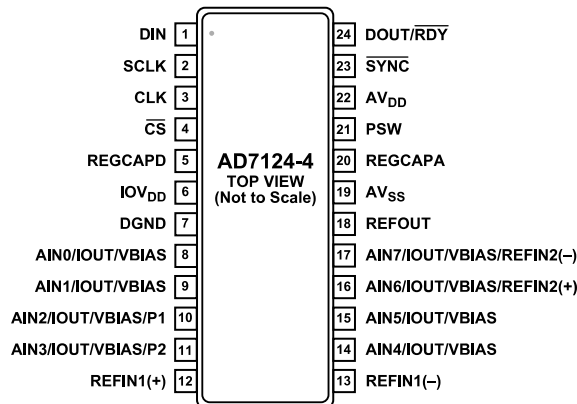 DIN 1
SCLK 2
CLK 3
C̅S̅ 4
REGCAPD 5
IOVDD 6
DGND 7
AIN0/IOUT/VBIAS 8
AIN1/IOUT/VBIAS 9
AIN2/IOUT/VBIAS/P1 10
AIN3/IOUT/VBIAS/P2 11
REFIN1(+) 12
AD7124-4
TOP VIEW
(Not to Scale)
24 DOUT/R̅D̅Y̅
23 S̅Y̅N̅C̅
22 AVDD
21 PSW
20 REGCAPA
19 AVSS
18 REFOUT
17 AIN7/IOUT/VBIAS/REFIN2(–)
16 AIN6/IOUT/VBIAS/REFIN2(+)
15 AIN5/IOUT/VBIAS
14 AIN4/IOUT/VBIAS
13 REFIN1(–)